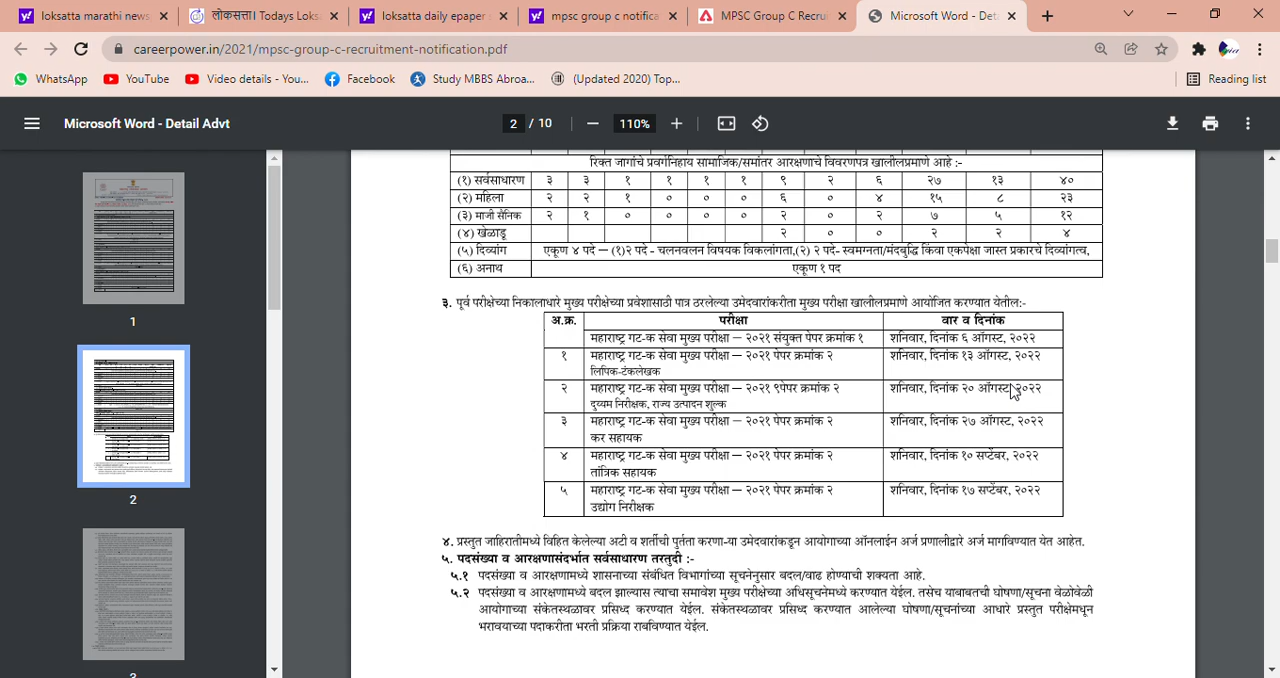 loksatta marathi news
लोकसत्ता। Todays Loks
loksatta daily epaper
mpsc group c notifica
MPSC Group C Recrui
Microsoft Word - Deta
careerpower.in/2021/mpsc-group-c-recruitment-notification.pdf
WhatsApp
YouTube
Video details - You...
Facebook
Study MBBS Abroa...
(Updated 2020) Top...
Reading list
Microsoft Word - Detail Advt
2 / 10
110%
1
2
3
रिक्त जागांचे प्रवर्गनिहाय सामाजिक/समांतर आरक्षणाचे विवरणपत्र खालीलप्रमाणे आहे :-
(१) सर्वसाधारण ३ ३ १ १ १ १ ९ २ ६ २७ १३ ४०
(२) महिला २ २ १ ० ० ० ६ ० ४ १५ ८ २३
(३) माजी सैनिक २ १ ० ० ० ० २ ० २ ७ ५ १२
(४) खेळाडू २ ० ० २ २ ४
(५) दिव्यांग एकूण ४ पदे — (१)२ पदे - चलनवलन विषयक विकलांगता,(२) २ पदे- स्वमग्नता/मंदबुद्धि किंवा एकपेक्षा जास्त प्रकारचे दिव्यांगत्व,
(६) अनाथ एकूण १ पद
३. पूर्व परीक्षेच्या निकालाधारे मुख्य परीक्षेच्या प्रवेशासाठी पात्र ठरलेल्या उमेदवारांकरीता मुख्य परीक्षा खालीलप्रमाणे आयोजित करण्यात येतील:-
अ.क्र. परीक्षा वार व दिनांक
महाराष्ट्र गट-क सेवा मुख्य परीक्षा — २०२१ संयुक्त पेपर क्रमांक १ शनिवार, दिनांक ६ ऑगस्ट, २०२२
१ महाराष्ट्र गट-क सेवा मुख्य परीक्षा — २०२१ पेपर क्रमांक २ शनिवार, दिनांक १३ ऑगस्ट, २०२२
लिपिक-टंकलेखक
२ महाराष्ट्र गट-क सेवा मुख्य परीक्षा — २०२१ ९पेपर क्रमांक २ शनिवार, दिनांक २० ऑगस्ट, २०२२
दुय्यम निरीक्षक, राज्य उत्पादन शुल्क
३ महाराष्ट्र गट-क सेवा मुख्य परीक्षा — २०२१ पेपर क्रमांक २ शनिवार, दिनांक २७ ऑगस्ट, २०२२
कर सहायक
४ महाराष्ट्र गट-क सेवा मुख्य परीक्षा — २०२१ पेपर क्रमांक २ शनिवार, दिनांक १० सप्टेंबर, २०२२
तांत्रिक सहायक
५ महाराष्ट्र गट-क सेवा मुख्य परीक्षा — २०२१ पेपर क्रमांक २ शनिवार, दिनांक १७ सप्टेंबर, २०२२
उद्योग निरीक्षक
४. प्रस्तुत जाहिरातीमध्ये विहित केलेल्या अटी व शर्तीची पुर्तता करणा-या उमेदवारांकडून आयोगाच्या ऑनलाईन अर्ज प्रणालीद्वारे अर्ज मागविण्यात येत आहेत.
५. पदसंख्या व आरक्षणासंदर्भात सर्वसाधारण तरतुदी :-
५.१ पदसंख्या व आरक्षणामध्ये शासनाच्या संबंधित विभागांच्या सूचनेनुसार बदल/वाढ होण्याची शक्यता आहे.
५.२ पदसंख्या व आरक्षणामध्ये बदल झाल्यास त्याचा समावेश मुख्य परीक्षेच्या अधिसूचनेमध्ये करण्यात येईल. तसेच याबाबतची घोषणा/सूचना वेळोवेळी
आयोगाच्या संकेतस्थळावर प्रसिध्द करण्यात येईल. संकेतस्थळावर प्रसिध्द करण्यात आलेल्या घोषणा/सूचनांच्या आधारे प्रस्तुत परीक्षेमधून
भरावयाच्या पदांकरीता भरती प्रक्रिया राबविण्यात येईल.